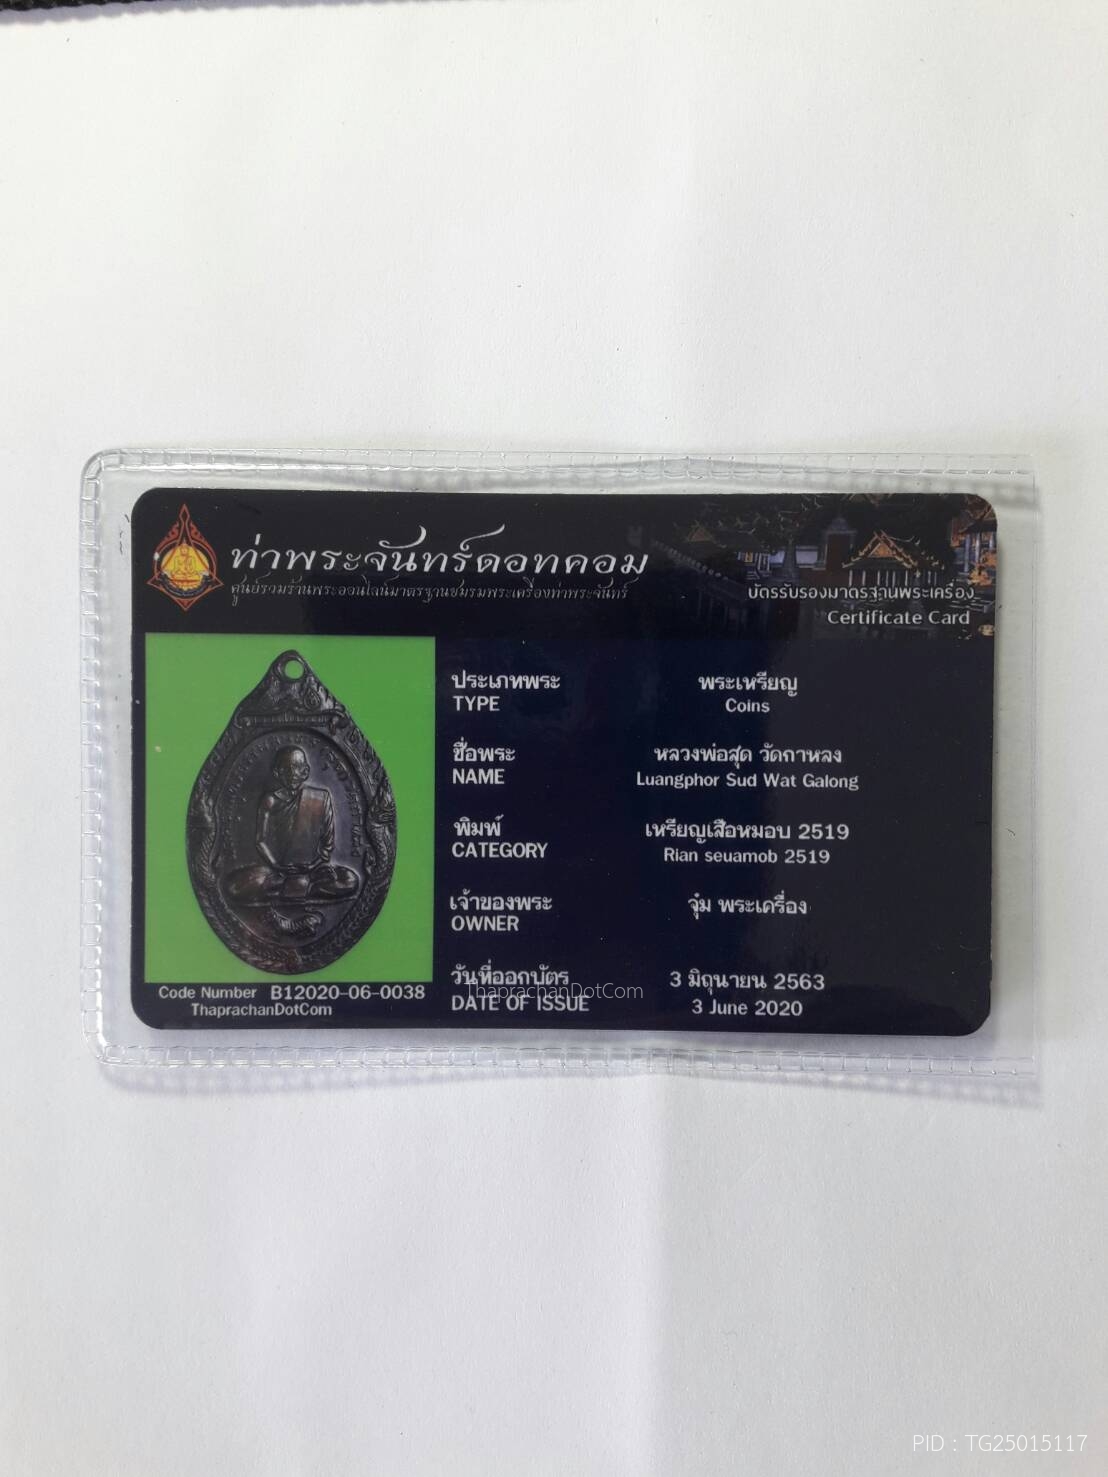 ท่าพระจันทร์ดอทคอม
ศูนย์รวมร้านพระออนไลน์มาตรฐานชมรมพระเครื่องท่าพระจันทร์
บัตรรับรองมาตรฐานพระเครื่อง
Certificate Card
ประเภทพระ พระเหรียญ
TYPE Coins
ชื่อพระ หลวงพ่อสุด วัดกาหลง
NAME Luangphor Sud Wat Galong
พิมพ์ เหรียญเสือหมอบ 2519
CATEGORY Rian seuamob 2519
เจ้าของพระ จุ๋ม พระเครื่อง
OWNER
วันที่ออกบัตร 3 มิถุนายน 2563
DATE OF ISSUE 3 June 2020
Code Number B12020-06-0038
ThaprachanDotCom
ThaprachanDotCom
PID : TG25015117